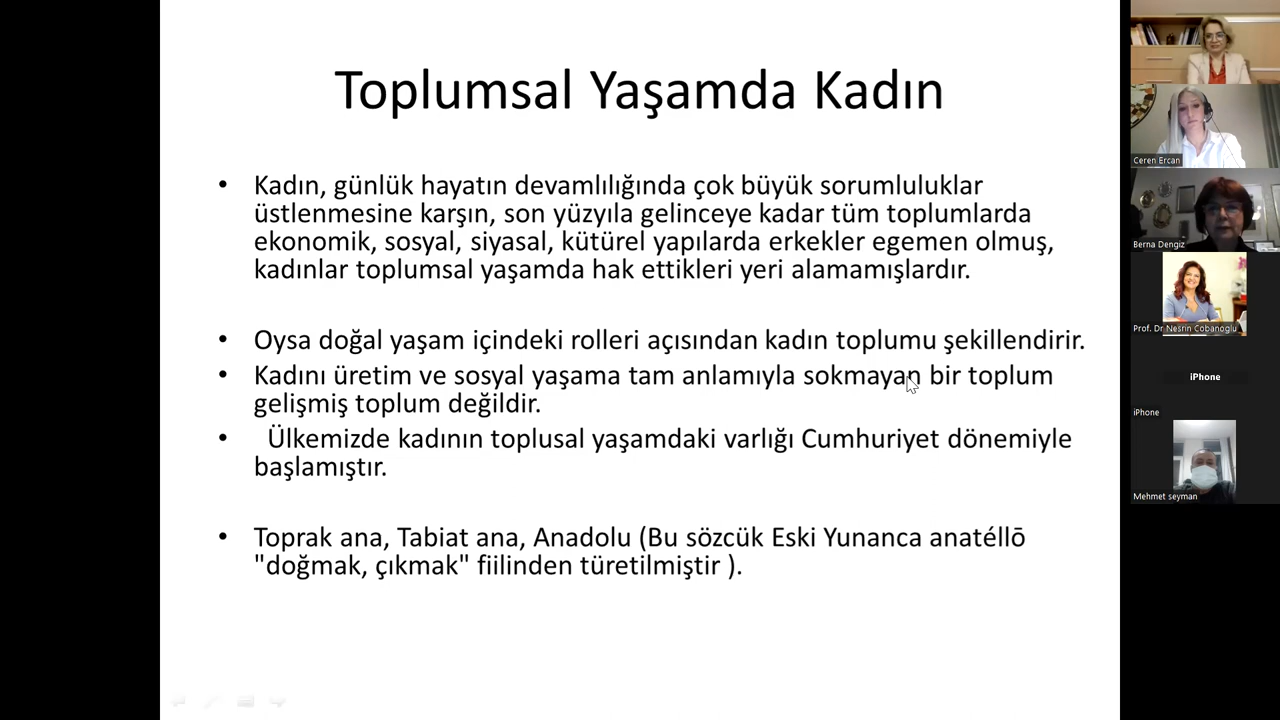 Toplumsal Yaşamda Kadın
• Kadın, günlük hayatın devamlılığında çok büyük sorumluluklar
üstlenmesine karşın, son yüzyıla gelinceye kadar tüm toplumlarda
ekonomik, sosyal, siyasal, kütürel yapılarda erkekler egemen olmuş,
kadınlar toplumsal yaşamda hak ettikleri yeri alamamışlardır.
• Oysa doğal yaşam içindeki rolleri açısından kadın toplumu şekillendirir.
• Kadını üretim ve sosyal yaşama tam anlamıyla sokmayan bir toplum
gelişmiş toplum değildir.
• Ülkemizde kadının toplusal yaşamdaki varlığı Cumhuriyet dönemiyle
başlamıştır.
• Toprak ana, Tabiat ana, Anadolu (Bu sözcük Eski Yunanca anatéllō
"doğmak, çıkmak" fiilinden türetilmiştir ).
Ceren Ercan
Berna Dengiz
Prof. Dr Nesrin Cobanoglu
iPhone
iPhone
Mehmet seyman